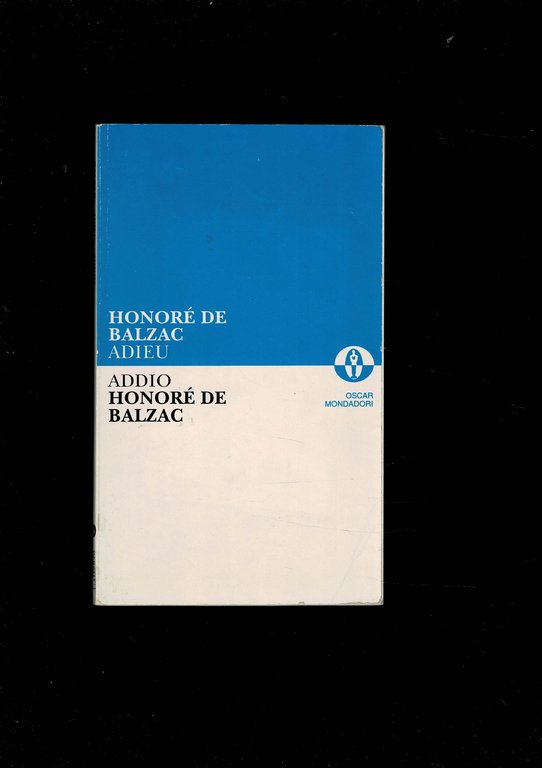 HONORÉ DE
BALZAC
ADIEU
ADDIO
HONORÉ DE
BALZAC
OSCAR
MONDADORI